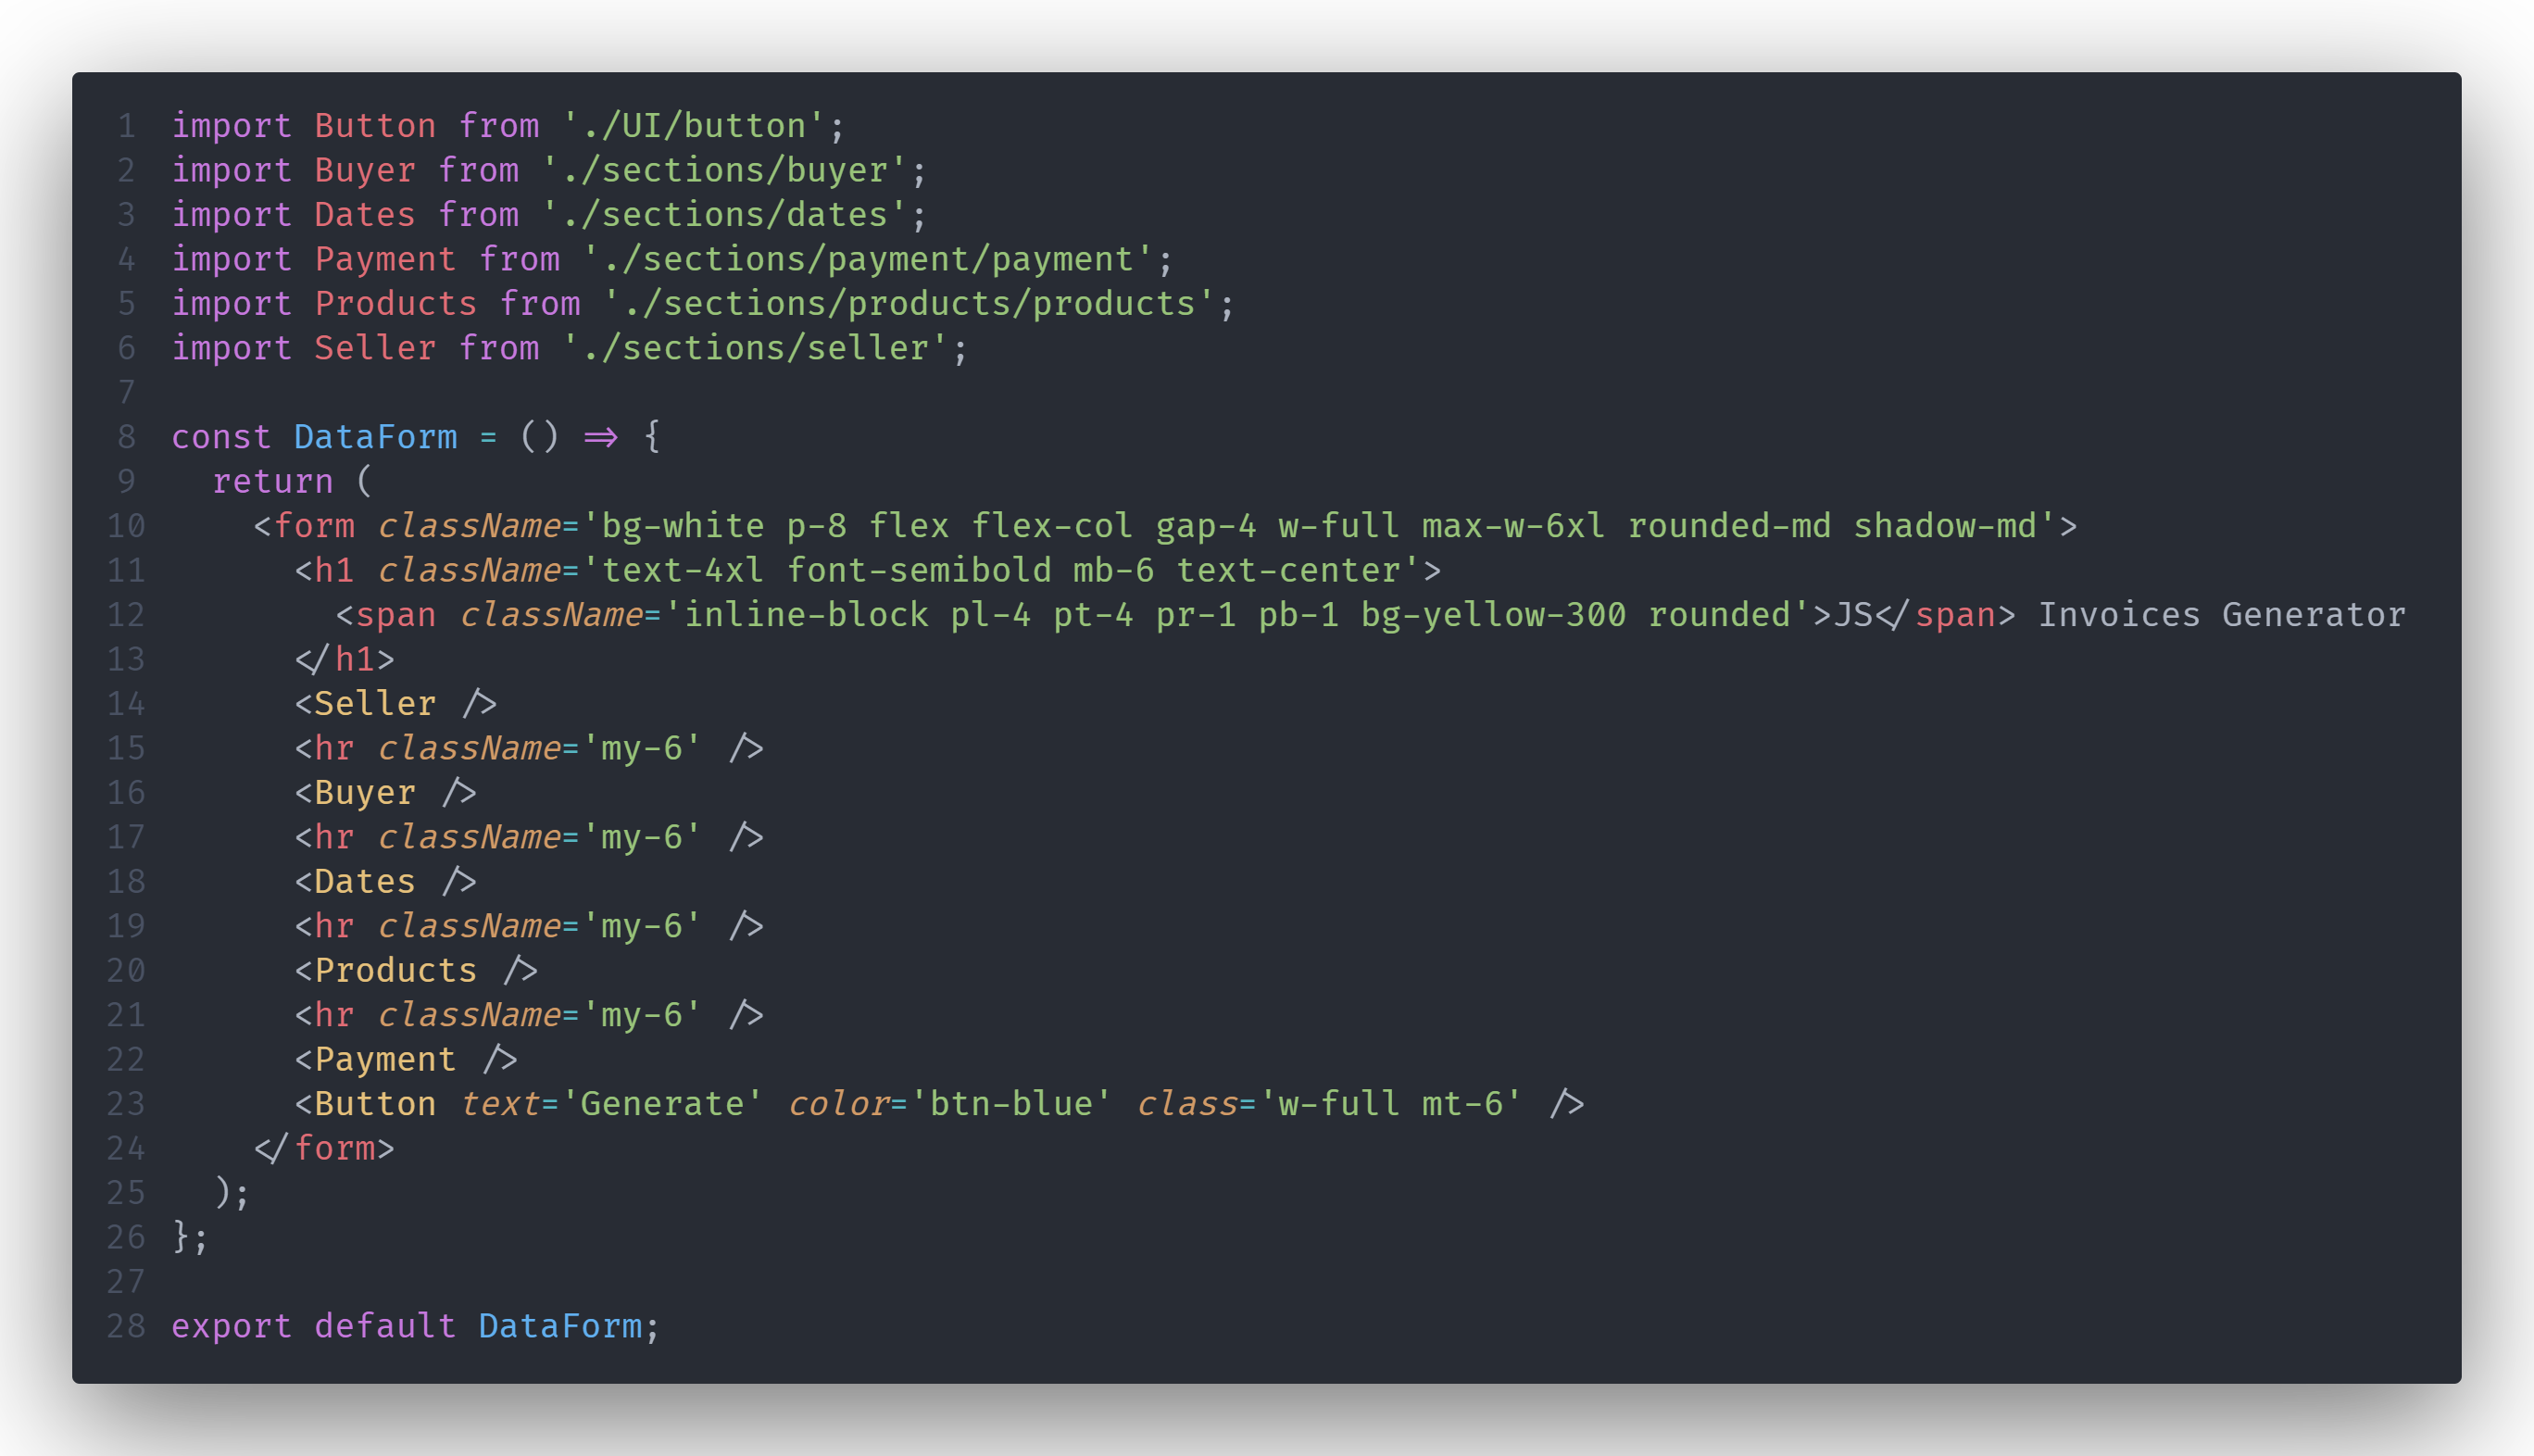 1 import Button from './UI/button';
2 import Buyer from './sections/buyer';
3 import Dates from './sections/dates';
4 import Payment from './sections/payment/payment';
5 import Products from './sections/products/products';
6 import Seller from './sections/seller';
7
8 const DataForm = () => {
9   return (
10     <form className='bg-white p-8 flex flex-col gap-4 w-full max-w-6xl rounded-md shadow-md'>
11       <h1 className='text-4xl font-semibold mb-6 text-center'>
12         <span className='inline-block pl-4 pt-4 pr-1 pb-1 bg-yellow-300 rounded'>JS</span> Invoices Generator
13       </h1>
14       <Seller />
15       <hr className='my-6' />
16       <Buyer />
17       <hr className='my-6' />
18       <Dates />
19       <hr className='my-6' />
20       <Products />
21       <hr className='my-6' />
22       <Payment />
23       <Button text='Generate' color='btn-blue' class='w-full mt-6' />
24     </form>
25   );
26 };
27
28 export default DataForm;